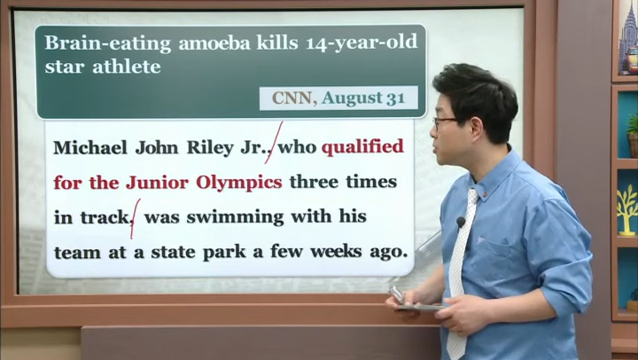 Brain-eating amoeba kills 14-year-old
star athlete
CNN, August 31
Michael John Riley Jr., who qualified
for the Junior Olympics three times
in track, was swimming with his
team at a state park a few weeks ago.